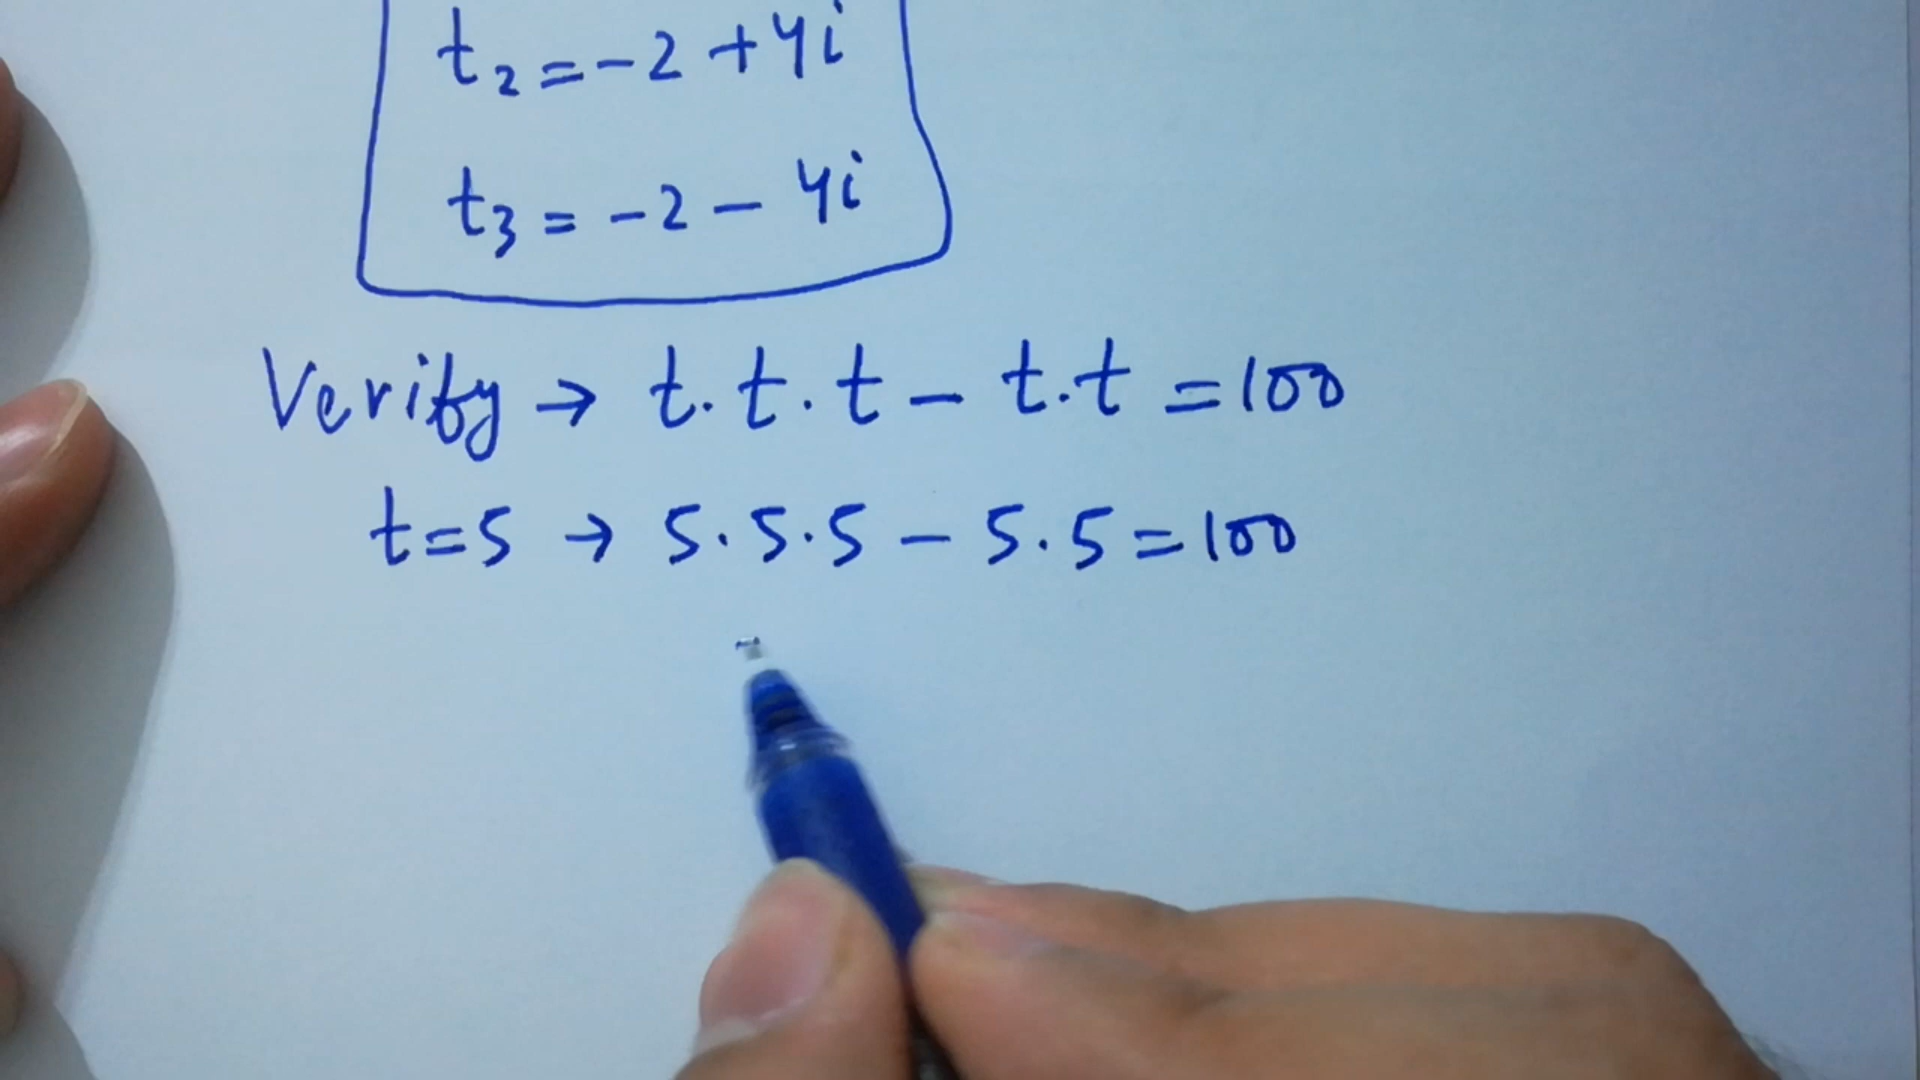 t₂ = -2 + 4i
t₃ = -2 - 4i
Verify → t. t. t - t.t = 100
t = 5 → 5. 5. 5 - 5. 5 = 100